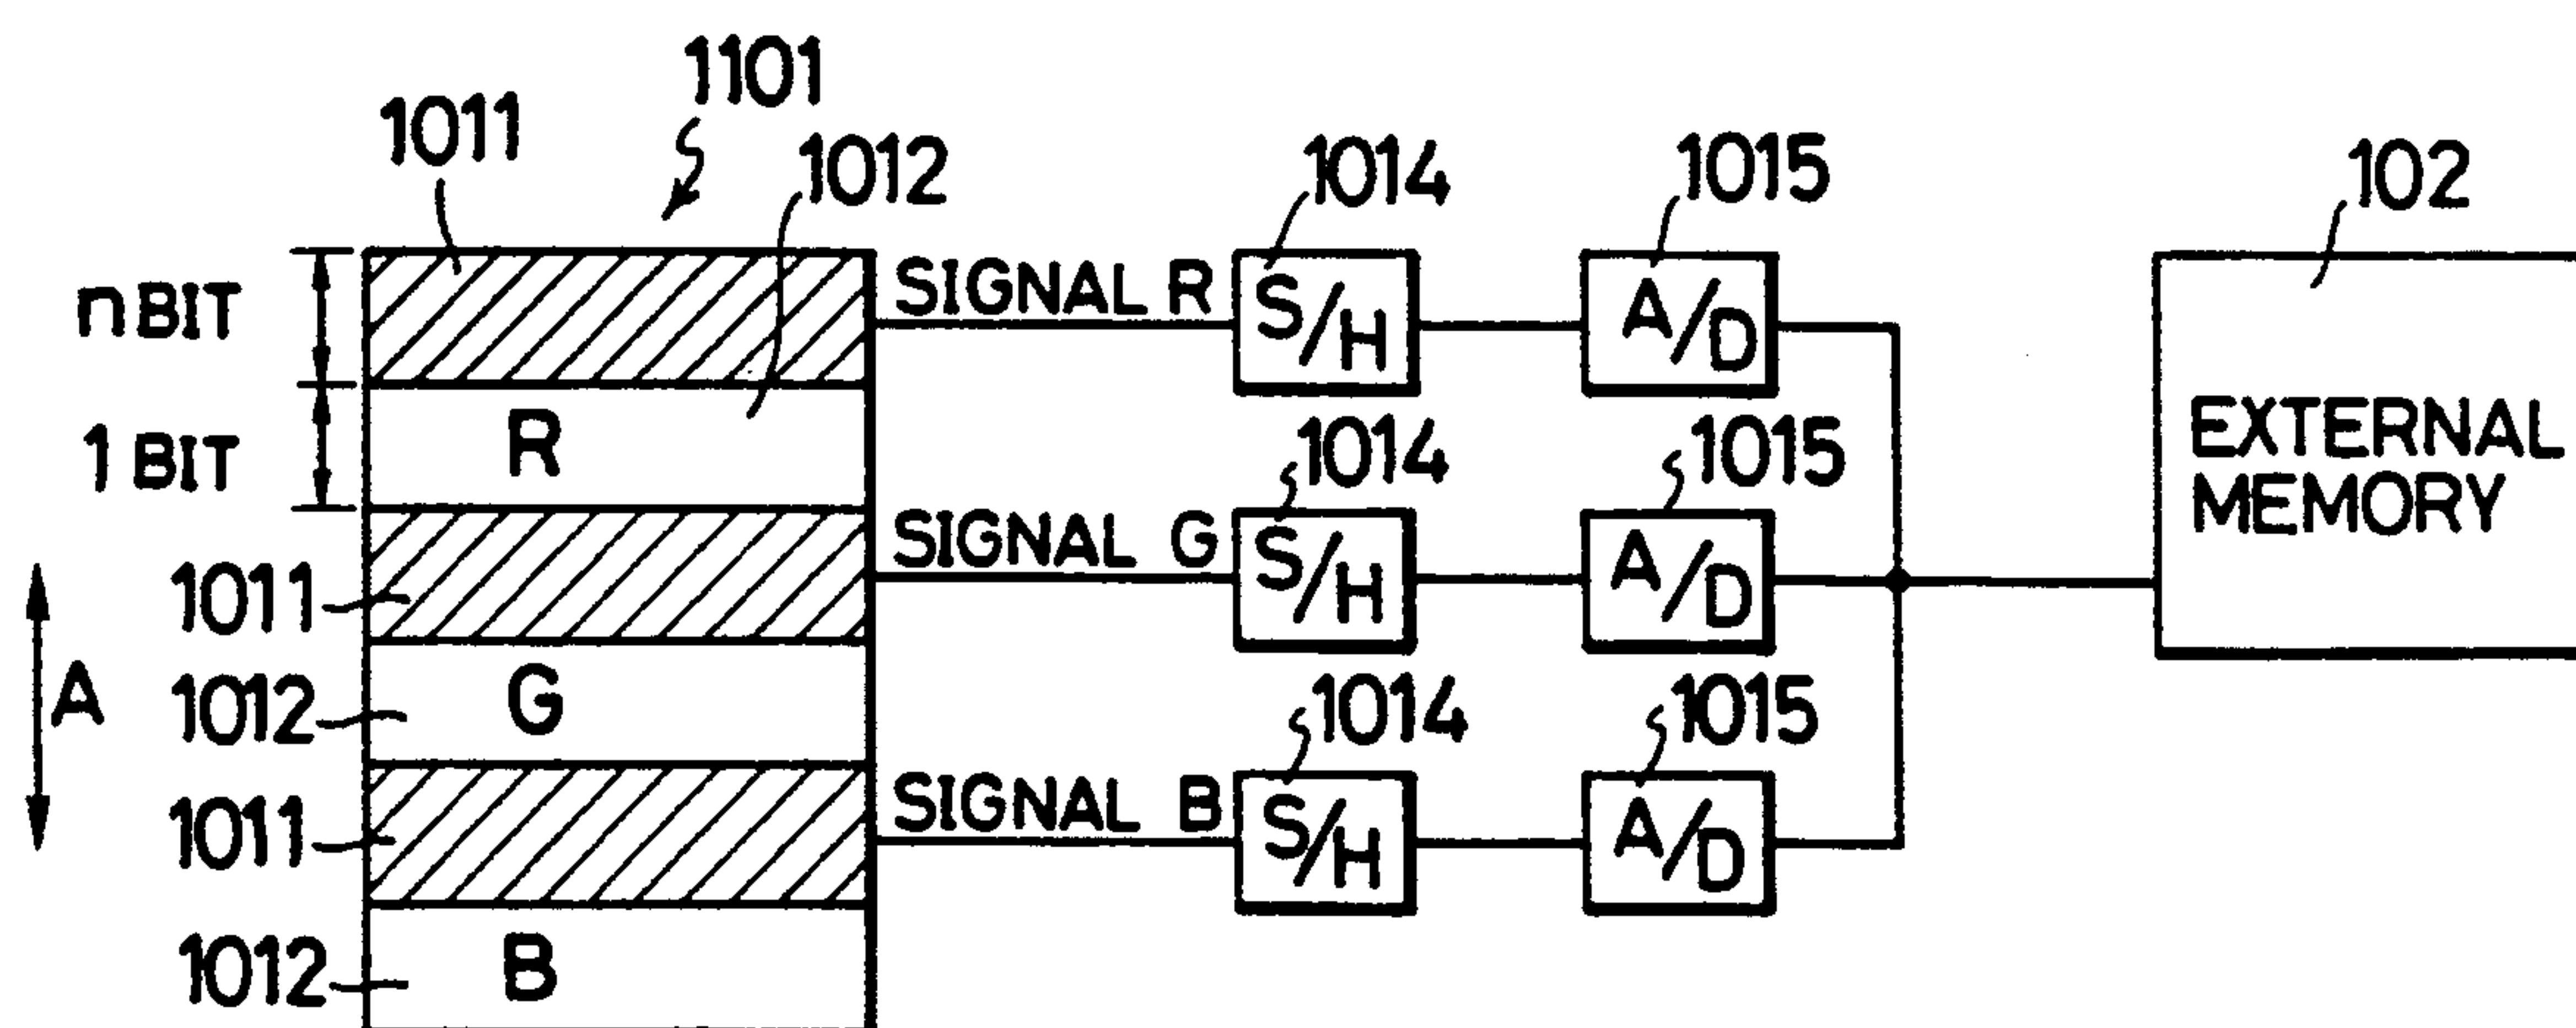 1101
1011
1012
1014
1015
102
SIGNAL R
S/H
A/D
n BIT
1 BIT
R
EXTERNAL
MEMORY
1014
1015
SIGNAL G
S/H
A/D
1011
A
1012
G
1014
1015
SIGNAL B
S/H
A/D
1011
1012
B